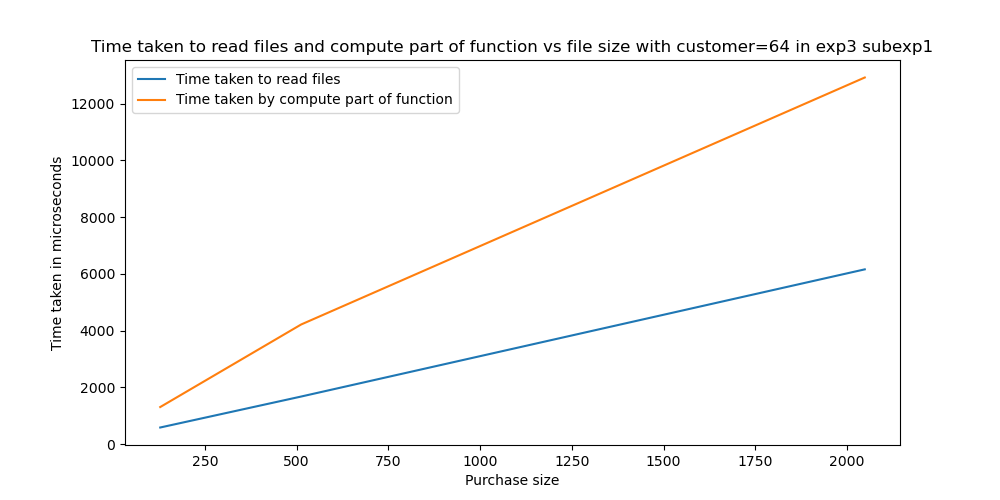 Time taken to read files and compute part of function vs file size with customer=64 in exp3 subexp1
Time taken to read files
Time taken by compute part of function
Time taken in microseconds
12000
10000
8000
6000
4000
2000
0
250 500 750 1000 1250 1500 1750 2000
Purchase size